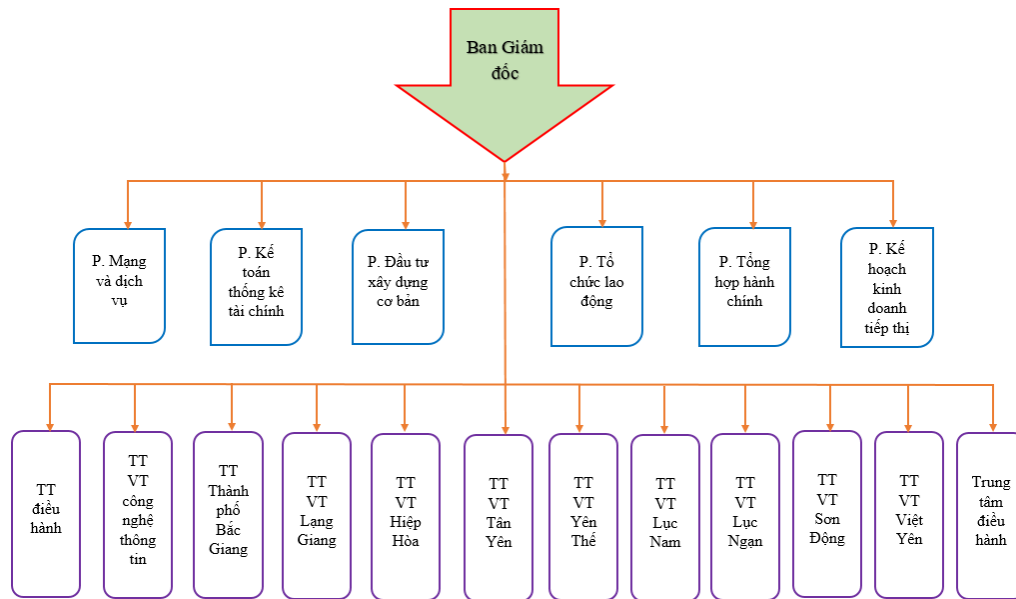 Ban Giám
đốc
P. Mạng
và dịch
vụ
P. Kế
toán
thống kê
tài chính
P. Đầu tư
xây dựng
cơ bản
P. Tổ
chức lao
động
P. Tổng
hợp hành
chính
P. Kế
hoạch
kinh
doanh
tiếp thị
TT
điều
hành
TT
VT
công
nghệ
thông
tin
TT
Thành
phố
Bắc
Giang
TT
VT
Lạng
Giang
TT
VT
Hiệp
Hòa
TT
VT
Tân
Yên
TT
VT
Yên
Thế
TT
VT
Lục
Nam
TT
VT
Lục
Ngạn
TT
VT
Sơn
Động
TT
VT
Việt
Yên
Trung
tâm
điều
hành